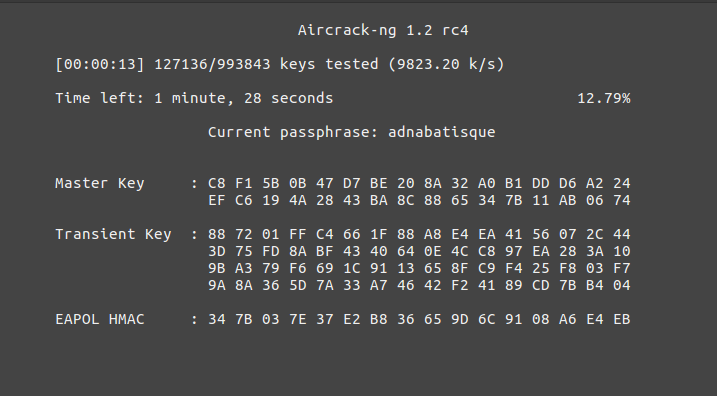 Aircrack-ng 1.2 rc4
[00:00:13] 127136/993843 keys tested (9823.20 k/s)
Time left: 1 minute, 28 seconds 12.79%
Current passphrase: adnabatisque
Master Key : C8 F1 5B 0B 47 D7 BE 20 8A 32 A0 B1 DD D6 A2 24
EF C6 19 4A 28 43 BA 8C 88 65 34 7B 11 AB 06 74
Transient Key : 88 72 01 FF C4 66 1F 88 A8 E4 EA 41 56 07 2C 44
3D 75 FD 8A BF 43 40 64 0E 4C C8 97 EA 28 3A 10
9B A3 79 F6 69 1C 91 13 65 8F C9 F4 25 F8 03 F7
9A 8A 36 5D 7A 33 A7 46 42 F2 41 89 CD 7B B4 04
EAPOL HMAC : 34 7B 03 7E 37 E2 B8 36 65 9D 6C 91 08 A6 E4 EB